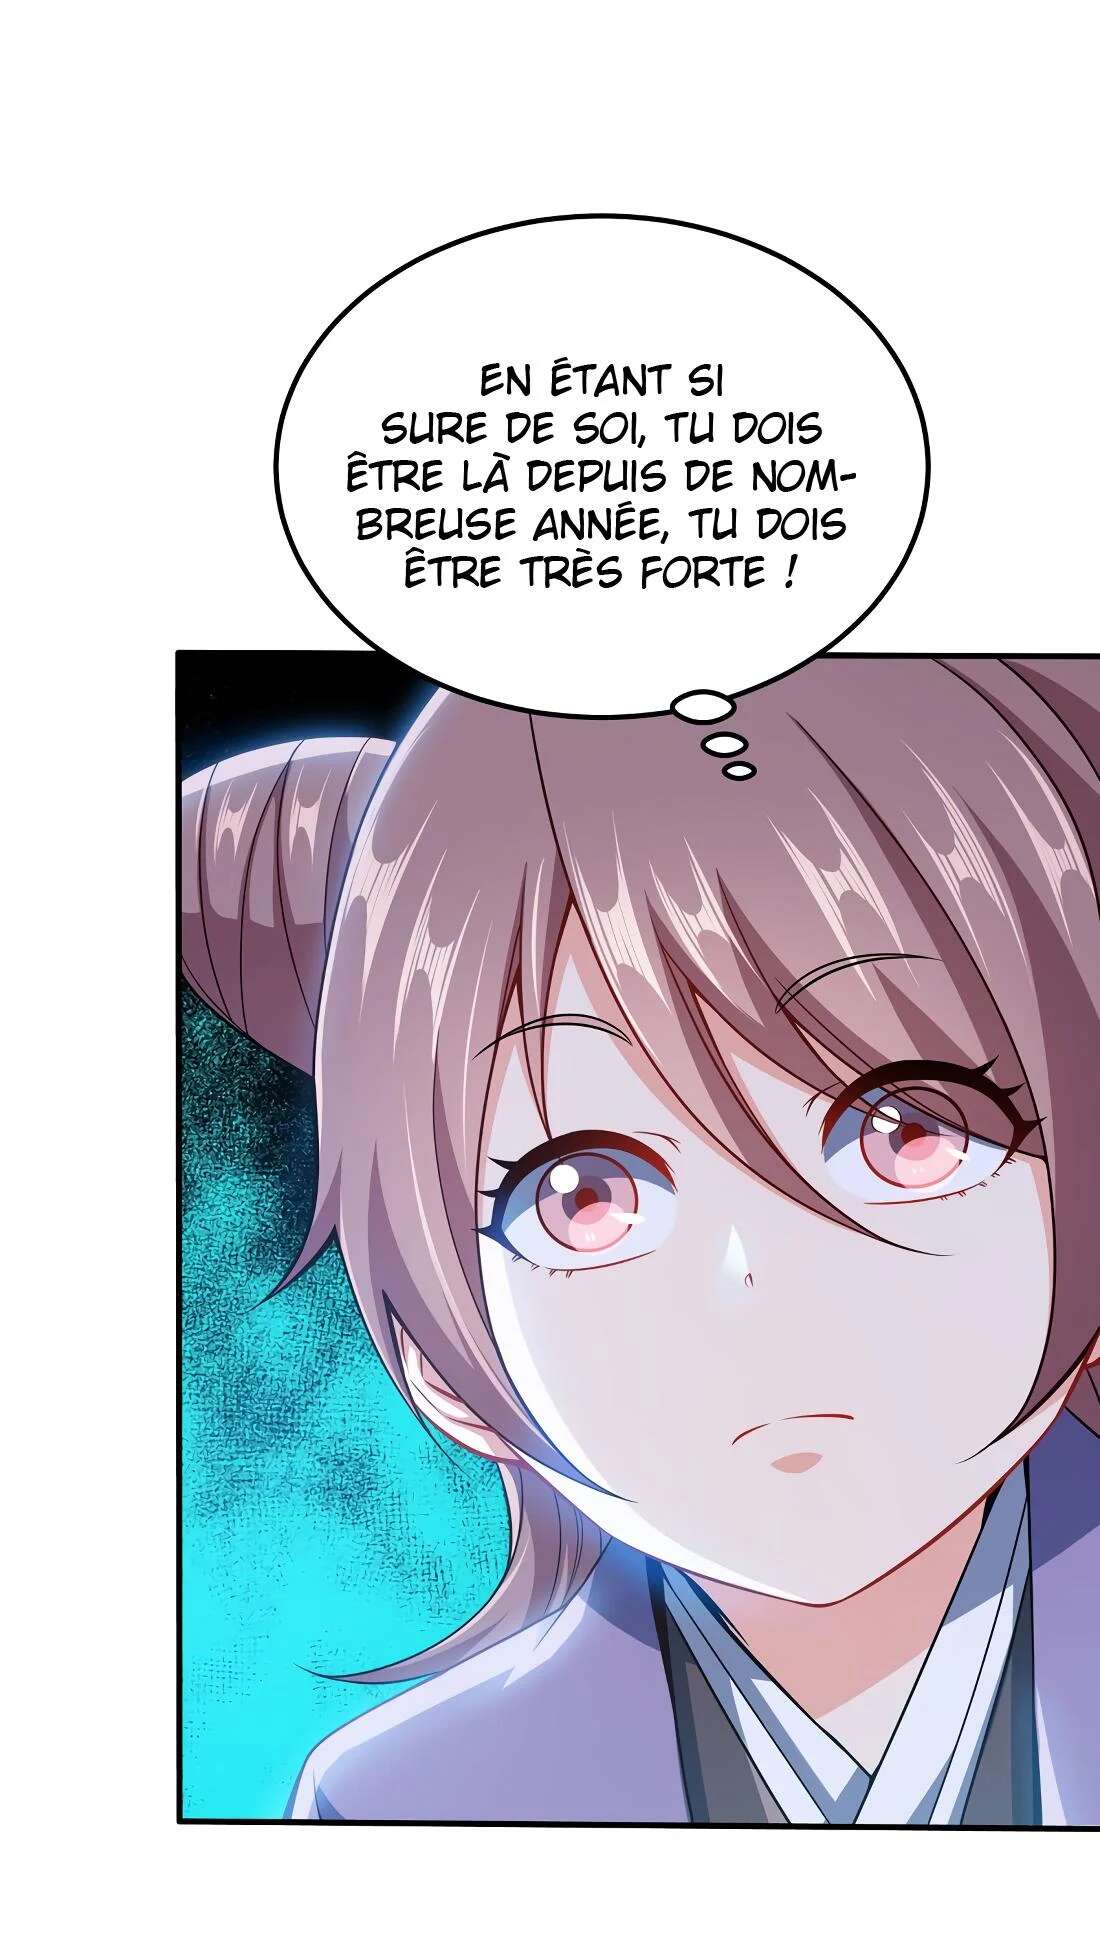 EN ÉTANT SI
SURE DE SOI, TU DOIS
ÊTRE LÀ DEPUIS DE NOM-
BREUSE ANNÉE, TU DOIS
ÊTRE TRÈS FORTE !